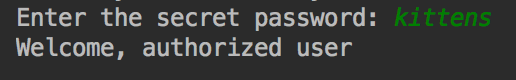 Enter the secret password: kittens
Welcome, authorized user